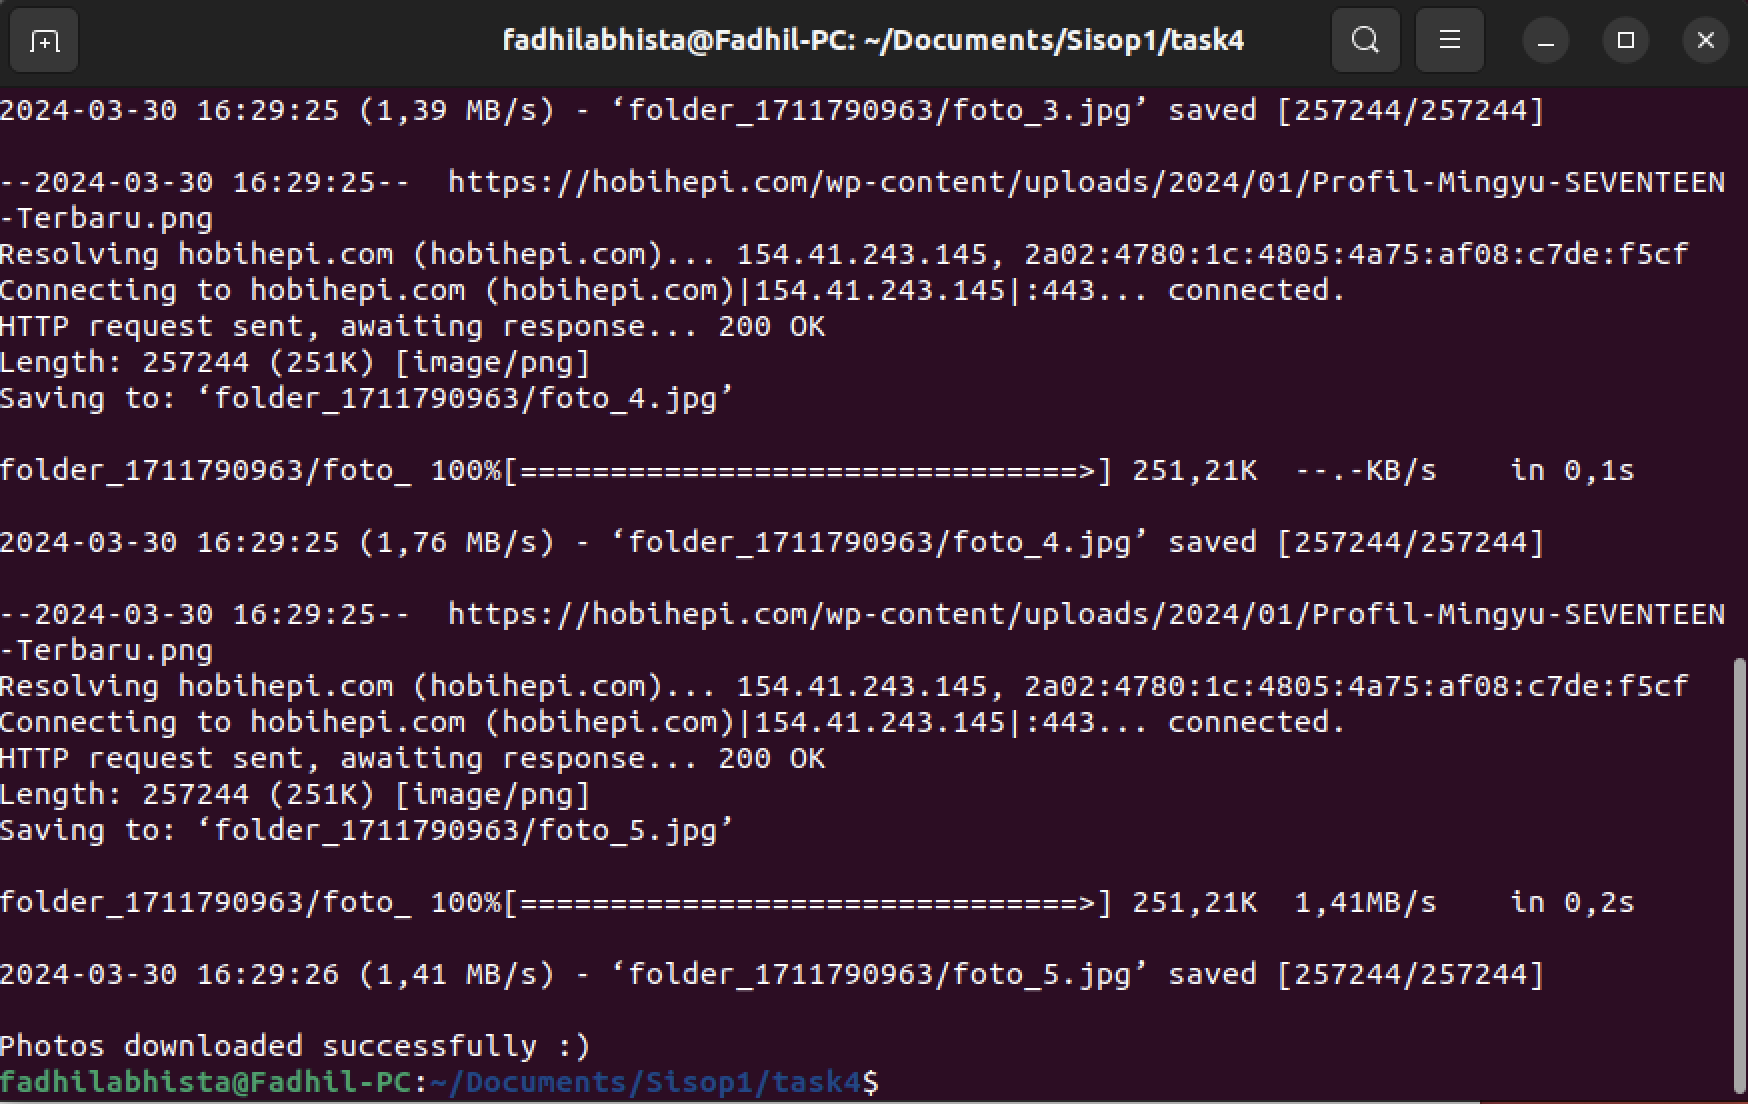 fadhilabhista@Fadhil-PC: ~/Documents/Sisop1/task4
2024-03-30 16:29:25 (1,39 MB/s) - ‘folder_1711790963/foto_3.jpg’ saved [257244/257244]
--2024-03-30 16:29:25--  https://hobihepi.com/wp-content/uploads/2024/01/Profil-Mingyu-SEVENTEEN
-Terbaru.png
Resolving hobihepi.com (hobihepi.com)... 154.41.243.145, 2a02:4780:1c:4805:4a75:af08:c7de:f5cf
Connecting to hobihepi.com (hobihepi.com)|154.41.243.145|:443... connected.
HTTP request sent, awaiting response... 200 OK
Length: 257244 (251K) [image/png]
Saving to: ‘folder_1711790963/foto_4.jpg’
folder_1711790963/foto_ 100%[===============================>] 251,21K  --.-KB/s    in 0,1s
2024-03-30 16:29:25 (1,76 MB/s) - ‘folder_1711790963/foto_4.jpg’ saved [257244/257244]
--2024-03-30 16:29:25--  https://hobihepi.com/wp-content/uploads/2024/01/Profil-Mingyu-SEVENTEEN
-Terbaru.png
Resolving hobihepi.com (hobihepi.com)... 154.41.243.145, 2a02:4780:1c:4805:4a75:af08:c7de:f5cf
Connecting to hobihepi.com (hobihepi.com)|154.41.243.145|:443... connected.
HTTP request sent, awaiting response... 200 OK
Length: 257244 (251K) [image/png]
Saving to: ‘folder_1711790963/foto_5.jpg’
folder_1711790963/foto_ 100%[===============================>] 251,21K  1,41MB/s    in 0,2s
2024-03-30 16:29:26 (1,41 MB/s) - ‘folder_1711790963/foto_5.jpg’ saved [257244/257244]
Photos downloaded successfully :)
fadhilabhista@Fadhil-PC:~/Documents/Sisop1/task4$